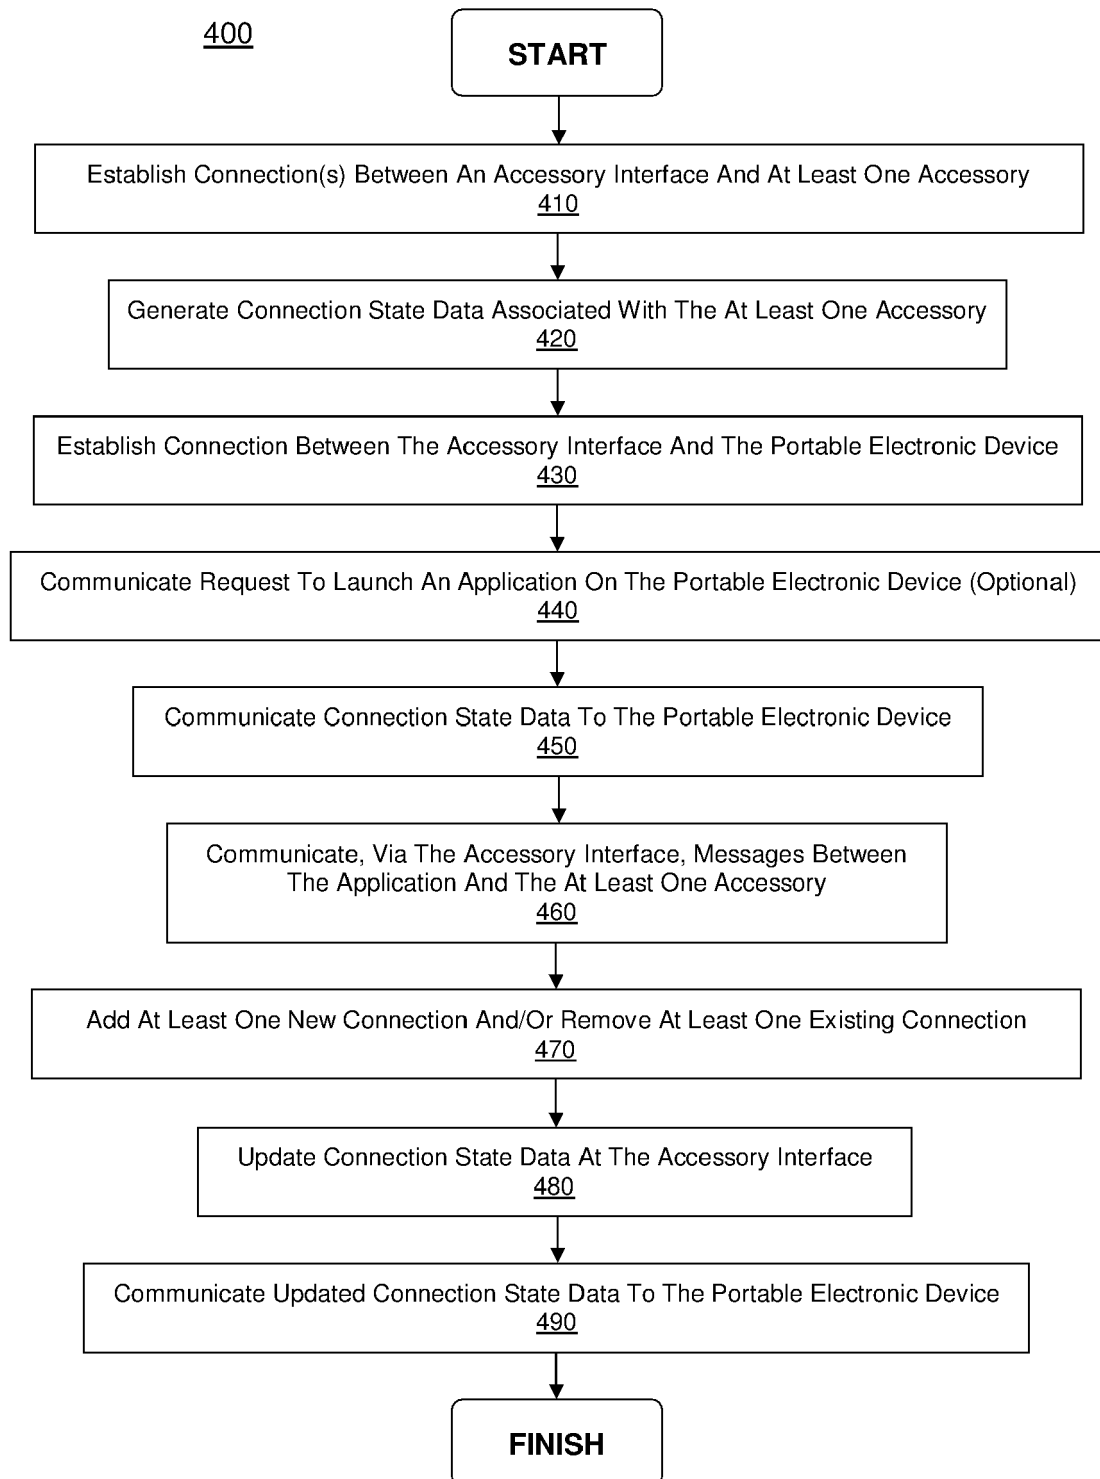 400
START
Establish Connection(s) Between An Accessory Interface And At Least One Accessory
410
Generate Connection State Data Associated With The At Least One Accessory
420
Establish Connection Between The Accessory Interface And The Portable Electronic Device
430
Communicate Request To Launch An Application On The Portable Electronic Device (Optional)
440
Communicate Connection State Data To The Portable Electronic Device
450
Communicate, Via The Accessory Interface, Messages Between
The Application And The At Least One Accessory
460
Add At Least One New Connection And/Or Remove At Least One Existing Connection
470
Update Connection State Data At The Accessory Interface
480
Communicate Updated Connection State Data To The Portable Electronic Device
490
FINISH